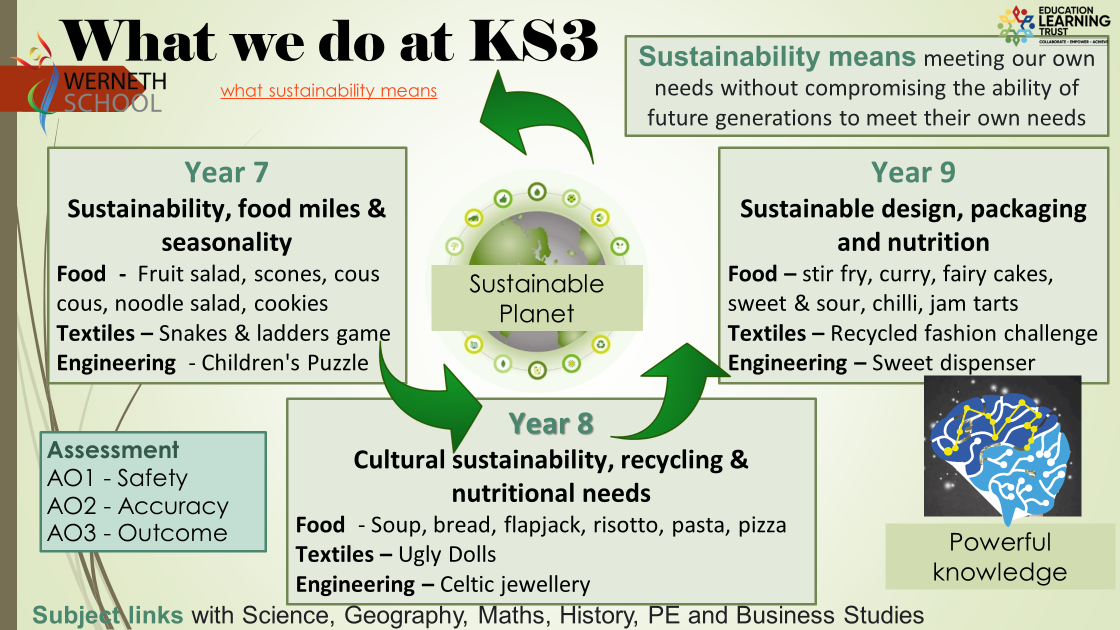 What we do at KS3
EDUCATION
LEARNING
TRUST
COLLABORATE - EMPOWER - ACHIEVE
WERNETH
SCHOOL
what sustainability means
Sustainability means meeting our own
needs without compromising the ability of
future generations to meet their own needs
Year 7
Sustainability, food miles &
seasonality
Food - Fruit salad, scones, cous
cous, noodle salad, cookies
Textiles – Snakes & ladders game
Engineering - Children's Puzzle
Sustainable
Planet
Year 9
Sustainable design, packaging
and nutrition
Food – stir fry, curry, fairy cakes,
sweet & sour, chilli, jam tarts
Textiles – Recycled fashion challenge
Engineering – Sweet dispenser
Year 8
Cultural sustainability, recycling &
nutritional needs
Food - Soup, bread, flapjack, risotto, pasta, pizza
Textiles – Ugly Dolls
Engineering – Celtic jewellery
Assessment
AO1 - Safety
AO2 - Accuracy
AO3 - Outcome
Powerful
knowledge
Subject links with Science, Geography, Maths, History, PE and Business Studies